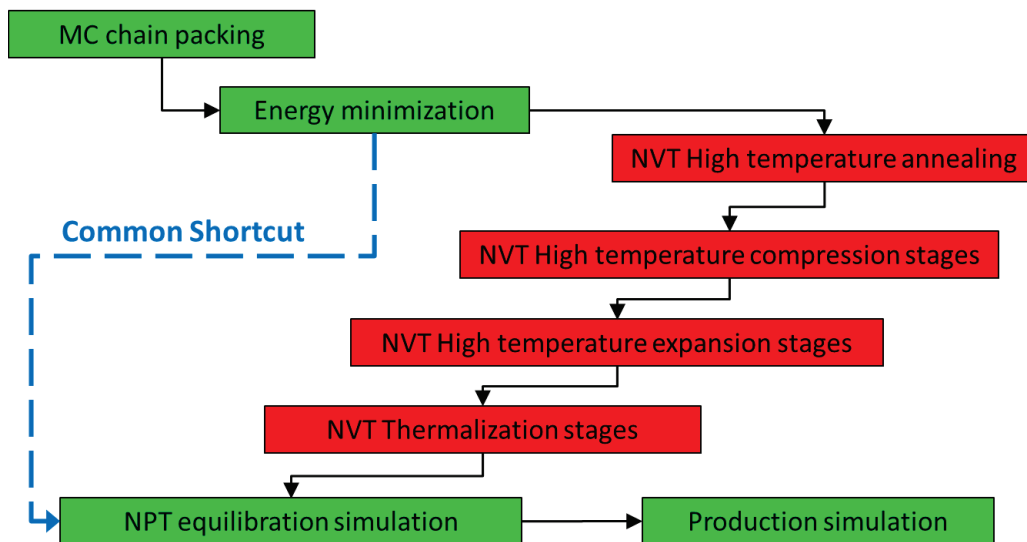 MC chain packing
Energy minimization
NVT High temperature annealing
Common Shortcut
NVT High temperature compression stages
NVT High temperature expansion stages
NVT Thermalization stages
NPT equilibration simulation
Production simulation